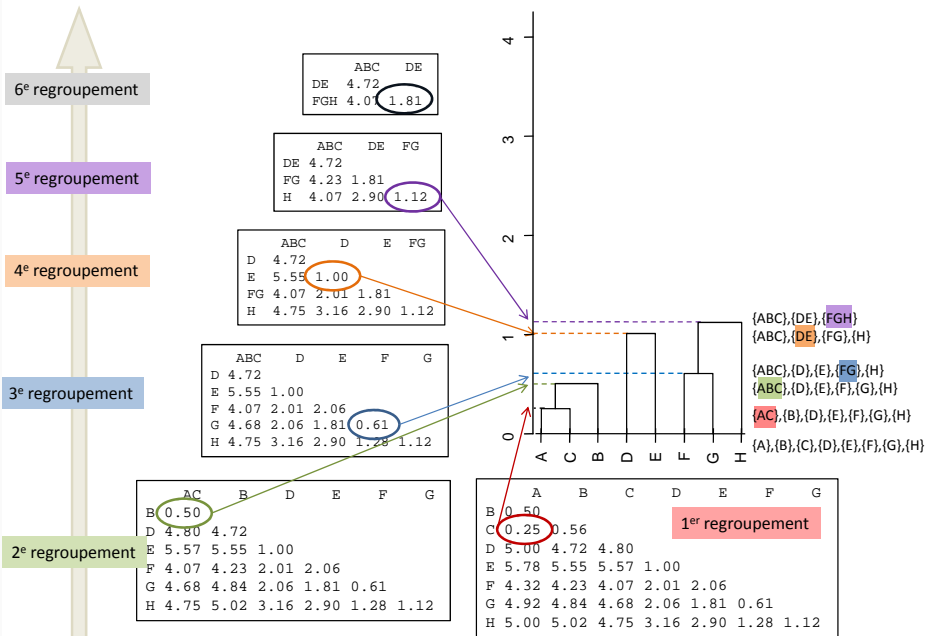 6e regroupement
ABC DE
DE 4.72
FGH 4.07 1.81
5e regroupement
ABC DE FG
DE 4.72
FG 4.23 1.81
H 4.07 2.90 1.12
4e regroupement
ABC D E FG
D 4.72
E 5.55 1.00
FG 4.07 2.01 1.81
H 4.75 3.16 2.90 1.12
3e regroupement
ABC D E F G
D 4.72
E 5.55 1.00
F 4.07 2.01 2.06
G 4.68 2.06 1.81 0.61
H 4.75 3.16 2.90 1.28 1.12
2e regroupement
AC B D E F G
B 0.50
D 4.80 4.72
E 5.57 5.55 1.00
F 4.07 4.23 2.01 2.06
G 4.68 4.84 2.06 1.81 0.61
H 4.75 5.02 3.16 2.90 1.28 1.12
1er regroupement
A B C D E F G
B 0.50
C 0.25 0.56
D 5.00 4.72 4.80
E 5.78 5.55 5.57 1.00
F 4.32 4.23 4.07 2.01 2.06
G 4.92 4.84 4.68 2.06 1.81 0.61
H 5.00 5.02 4.75 3.16 2.90 1.28 1.12
4
3
2
1
0
A C B D E F G H
{ABC},{DE},{FGH}
{ABC},{DE},{FG},{H}
{ABC},{D},{E},{FG},{H}
{ABC},{D},{E},{F},{G},{H}
{AC},{B},{D},{E},{F},{G},{H}
{A},{B},{C},{D},{E},{F},{G},{H}